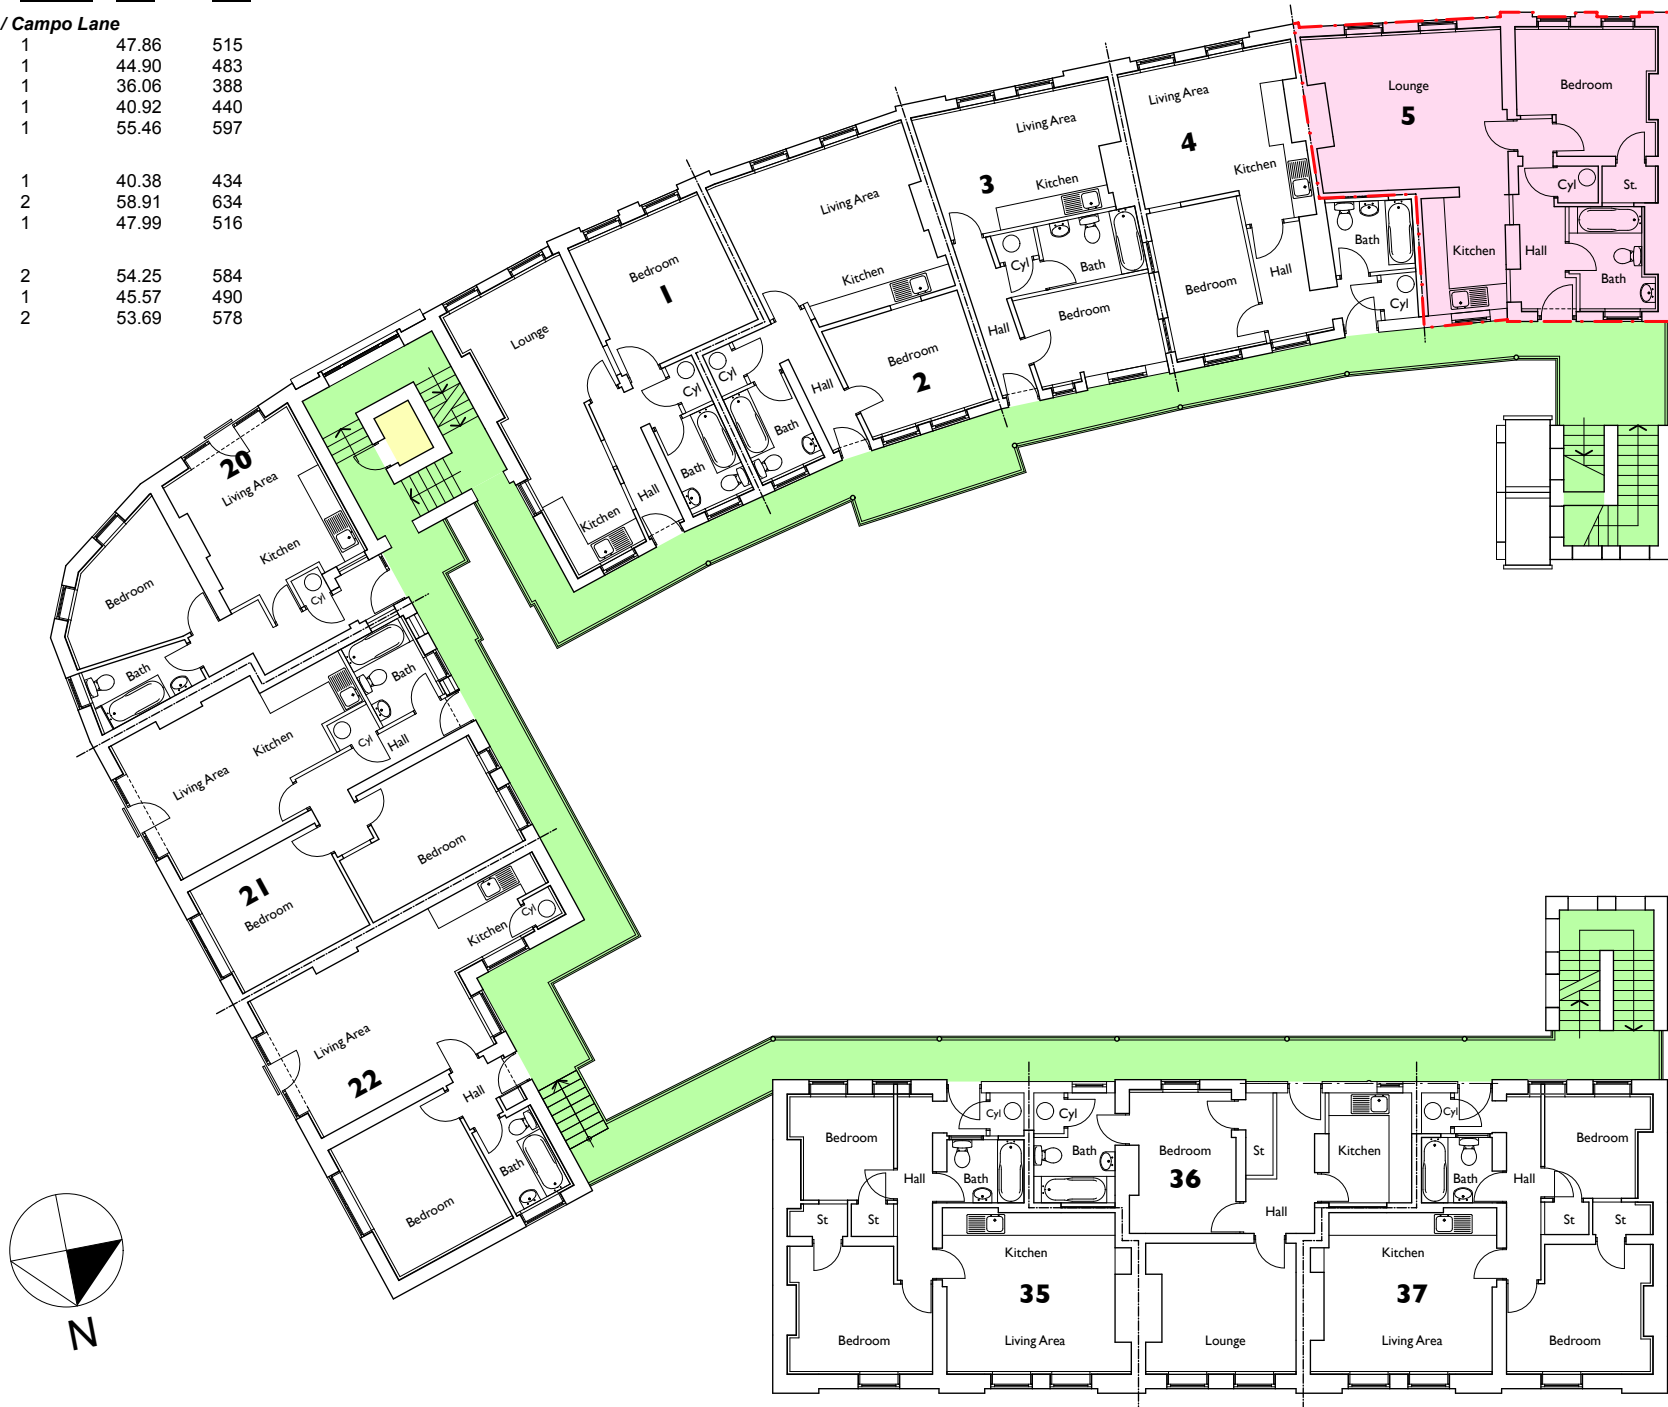 / Campo Lane
1 47.86 515
1 44.90 483
1 36.06 388
1 40.92 440
1 55.46 597
1 40.38 434
2 58.91 634
1 47.99 516
2 54.25 584
1 45.57 490
2 53.69 578
Lounge
5
Bedroom
Cyl
St.
Kitchen
Hall
Bath
Living Area
4
Kitchen
Bedroom
Hall
Bath
Cyl
Living Area
3
Kitchen
Cyl
Bath
Hall
Bedroom
Living Area
Kitchen
Bedroom
2
Hall
Cyl
Bath
Bedroom
1
Lounge
Cyl
Bath
Hall
Kitchen
20
Living Area
Kitchen
Cyl
Bedroom
Bath
Bath
Kitchen
Cyl
Hall
Living Area
Bedroom
21
Bedroom
Kitchen
Cyl
Living Area
22
Hall
Bath
Bedroom
N
Bedroom
Cyl
Hall
Bath
St
St
Kitchen
35
Bedroom
Living Area
Cyl
Bath
Bedroom
36
St
Kitchen
Hall
Lounge
Cyl
Bath
Hall
Bedroom
St
St
Kitchen
37
Living Area
Bedroom